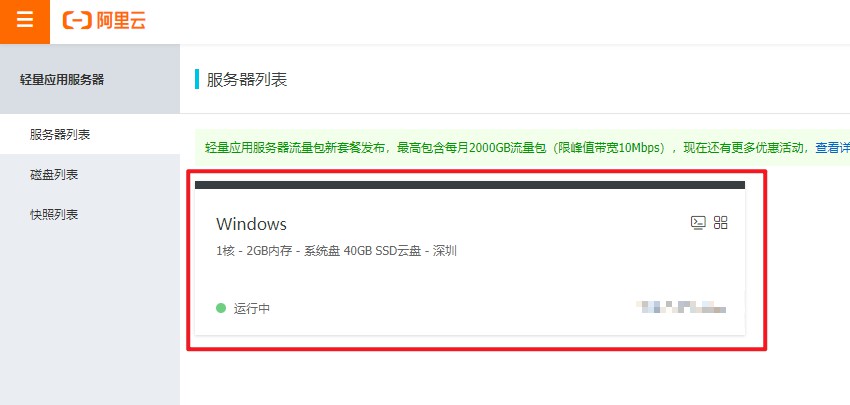 阿里云
轻量应用服务器
服务器列表
磁盘列表
快照列表
服务器列表
轻量应用服务器流量包新套餐发布，最高包含每月2000GB流量包（限峰值带宽10Mbps），现在还有更多优惠活动，查看详
Windows
1核 - 2GB内存 - 系统盘 40GB SSD云盘 - 深圳
运行中